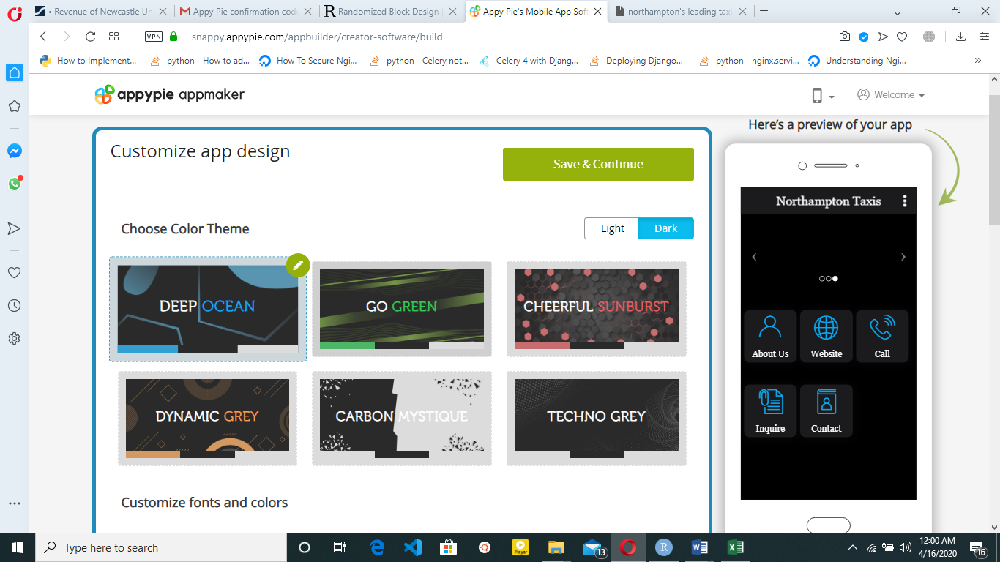 Revenue of Newcastle Un
Appy Pie confirmation code
R Randomized Block Design |
Appy Pie's Mobile App Soft
northampton's leading taxi
VPN
snappy.appypie.com/appbuilder/creator-software/build
How to Implement...
python - How to ad...
How To Secure Ngi...
python - Celery not...
Celery 4 with Djang...
Deploying Django...
python - nginx.servi...
Understanding Ngi...
appypie appmaker
Welcome
Here's a preview of your app
Customize app design
Save & Continue
Northampton Taxis
Choose Color Theme
Light
Dark
DEEP OCEAN
GO GREEN
CHEERFUL SUNBURST
About Us
Website
Call
DYNAMIC GREY
CARBON MYSTIQUE
TECHNO GREY
Inquire
Contact
Customize fonts and colors
Type here to search
Player
13
R
12:00 AM
4/16/2020
16